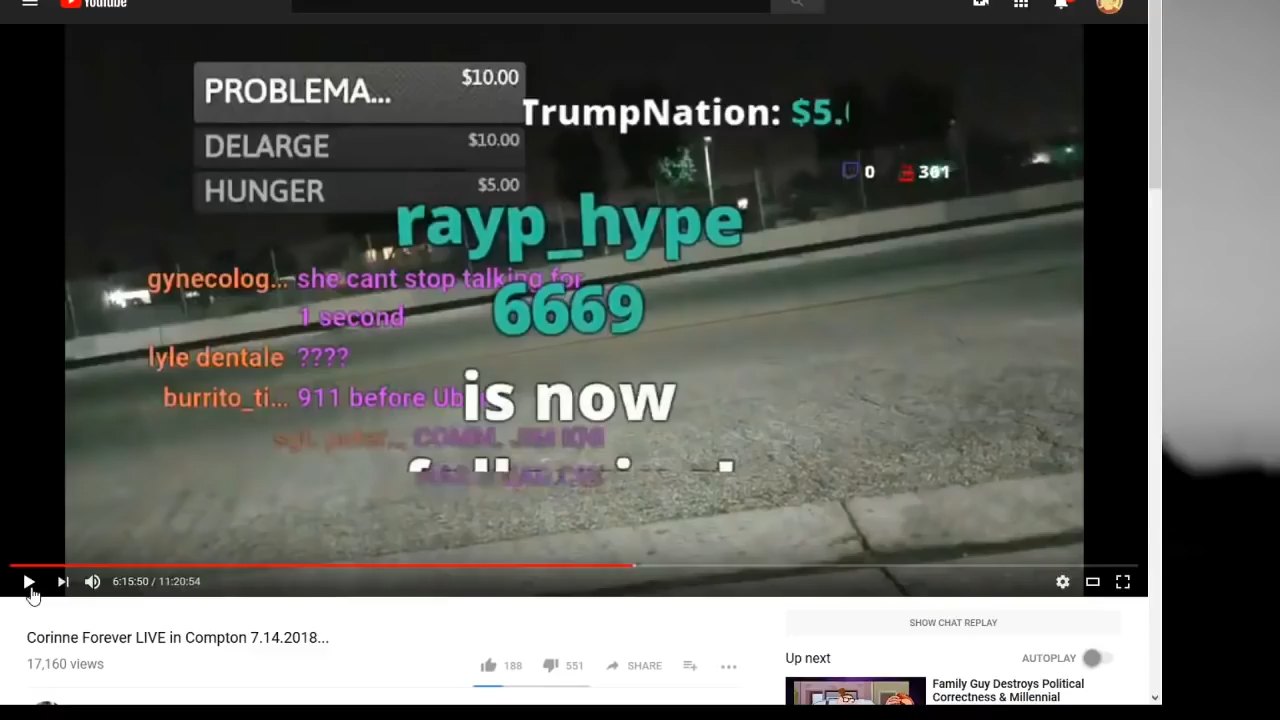 YouTube
PROBLEMA... $10.00
DELARGE $10.00
HUNGER $5.00
TrumpNation: $5.
0 361
rayp_hype
6669
is now
gynecolog... she cant stop talking for
1 second
lyle dentale ????
burrito_ti... 911 before Ub
6:15:50 / 11:20:54
Corinne Forever LIVE in Compton 7.14.2018...
17,160 views
188 551 SHARE
SHOW CHAT REPLAY
Up next AUTOPLAY
Family Guy Destroys Political
Correctness & Millennial